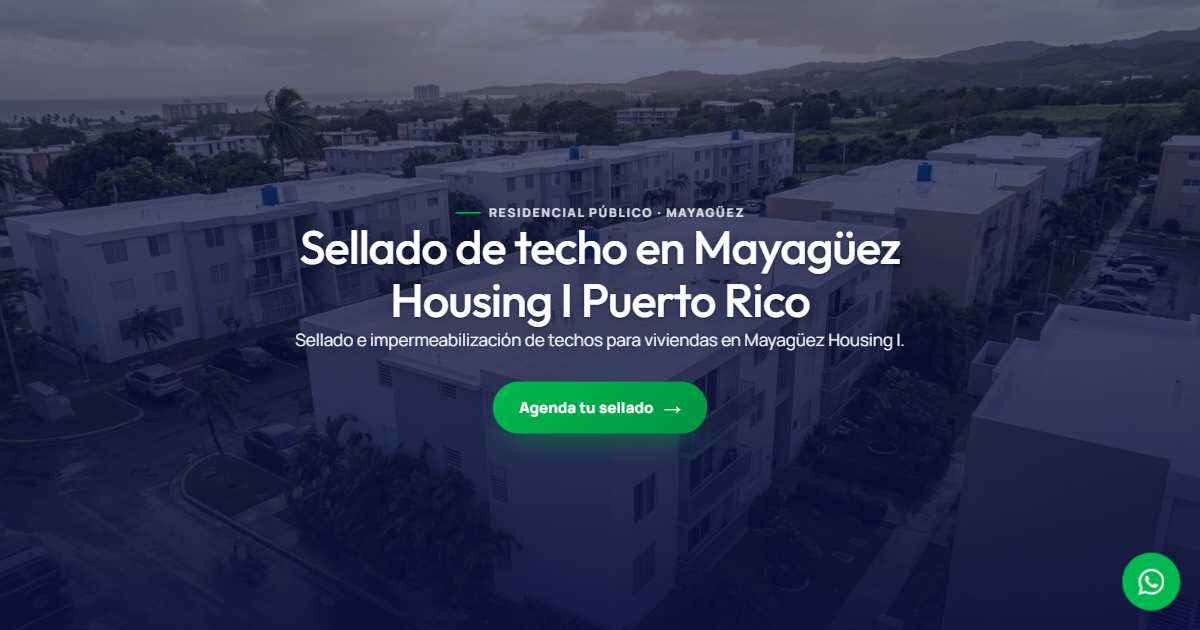 RESIDENCIAL PÚBLICO · MAYAGÜEZ
Sellado de techo en Mayagüez
Housing I Puerto Rico
Sellado e impermeabilización de techos para viviendas en Mayagüez Housing I.
Agenda tu sellado →